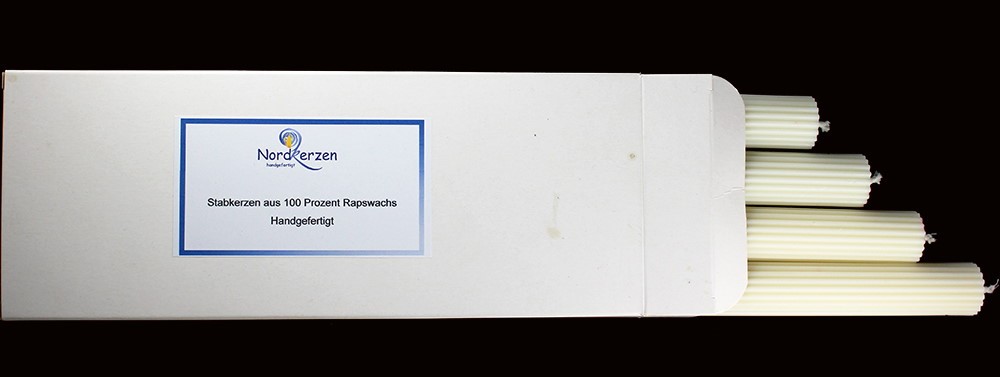 NordKerzen
handgefertigt
Stabkerzen aus 100 Prozent Rapswachs
Handgefertigt